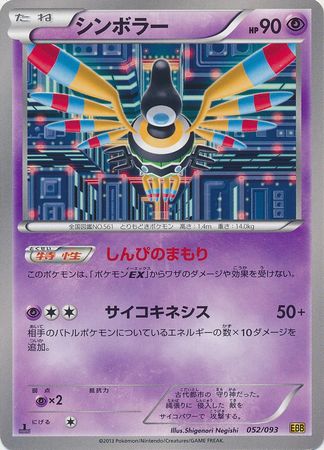 たね シンボラー HP90
全国図鑑NO.561 とりもどきポケモン 高さ:1.4m 重さ:14.0kg
とくせい
特性 しんぴのまもり
このポケモンは、「ポケモンEX」からワザのダメージや効果を受けない。
サイコキネシス 50+
相手のバトルポケモンについているエネルギーの数×10ダメージを
追加。
弱点 ×2 抵抗力
にげる
古代都市の守り神だった。
縄張りに侵入した敵を
サイコパワーで攻撃する。
Illus.Shigenori Negishi 052/093 EBB
©2013 Pokémon/Nintendo/Creatures/GAME FREAK.